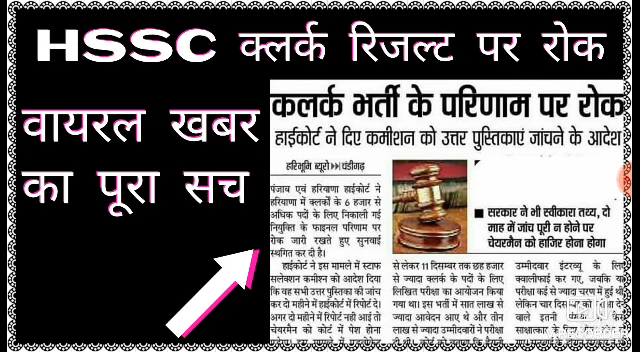 HSSC क्लर्क रिजल्ट पर रोक
वायरल खबर
का पूरा सच
कलर्क भर्ती के परिणाम पर रोक
हाईकोर्ट ने दिए कमीशन को उत्तर पुस्तिकाएं जांचने के आदेश
हरिभूमि ब्यूरो ▶▶ चंडीगढ़
पंजाब एवं हरियाणा हाईकोर्ट ने
हरियाणा में क्लर्कों के 6 हजार से
अधिक पदों के लिए निकाली गई
नियुक्ति के फाइनल परिणाम पर
रोक जारी रखते हुए सुनवाई
स्थगित कर दी है।
हाईकोर्ट ने इस मामले में स्टाफ
सलेक्शन कमीशन को आदेश दिया
कि वह सभी उत्तर पुस्तिका की जांच
कर दो महीने में हाईकोर्ट में रिपोर्ट दे।
अगर दो महीने में रिपोर्ट नही आई तो
चेयरमैन को कोर्ट में पेश होना
■ सरकार ने भी स्वीकारा तथ्य, दो
माह में जांच पूरी न होने पर
चेयरमैन को हाजिर होना होगा
से लेकर 11 दिसम्बर तक छह हजार
से ज्यादा क्लर्क के पदों के लिए
लिखित परीक्षा का आयोजन किया
गया था। इस भर्ती में सात लाख से
ज्यादा आवेदन आए थे और तीन
लाख से ज्यादा उम्मीदवारों ने परीक्षा
उम्मीदवार इंटरव्यू के लिए
क्वालीफाई कर गए, जबकि य
परीक्षा कई से ज्यादा चरण में हुई थी
लेकिन चार दिस
वाले इतनी
साक्षात्कार के लिए